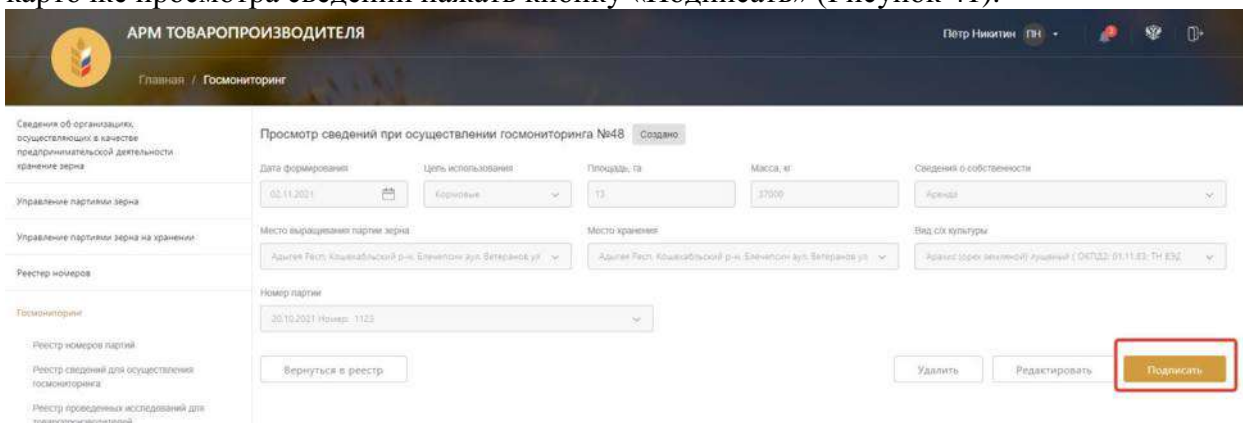 карточке просмотра сведений нажать кнопку «Подписать» (Рисунок 41).
АРМ ТОВАРОПРОИЗВОДИТЕЛЯ
Петр Никитин ПН
Главная / Госмониторинг
Сведения об организациях,
осуществляющих в качестве
предпринимательской деятельности
хранение зерна
Управление партиями зерна
Управление партиями зерна на хранении
Реестр номеров
Госмониторинг
Реестр номеров партий
Реестр сведений для осуществления
госмониторинга
Реестр проведенных исследований для
товаропроизводителей
Просмотр сведений при осуществлении госмониторинга №48 Создано
Дата формирования Цель использования Площадь, га Масса, кг Сведения о собственности
02.11.2021 Кормовые 13 37000 Аренда
Место выращивания партии зерна Место хранения Вид с/х культуры
Адыгея Респ, Кошехабльский р-н, Блечепсин аул, Ветеранов ул Адыгея Респ, Кошехабльский р-н, Блечепсин аул, Ветеранов ул Арахис (орех земляной) лущеный ( ОКПД2: 01.11.83; ТН ВЭД
Номер партии
20.10.2021 Номер: 1123
Вернуться в реестр Удалить Редактировать Подписать